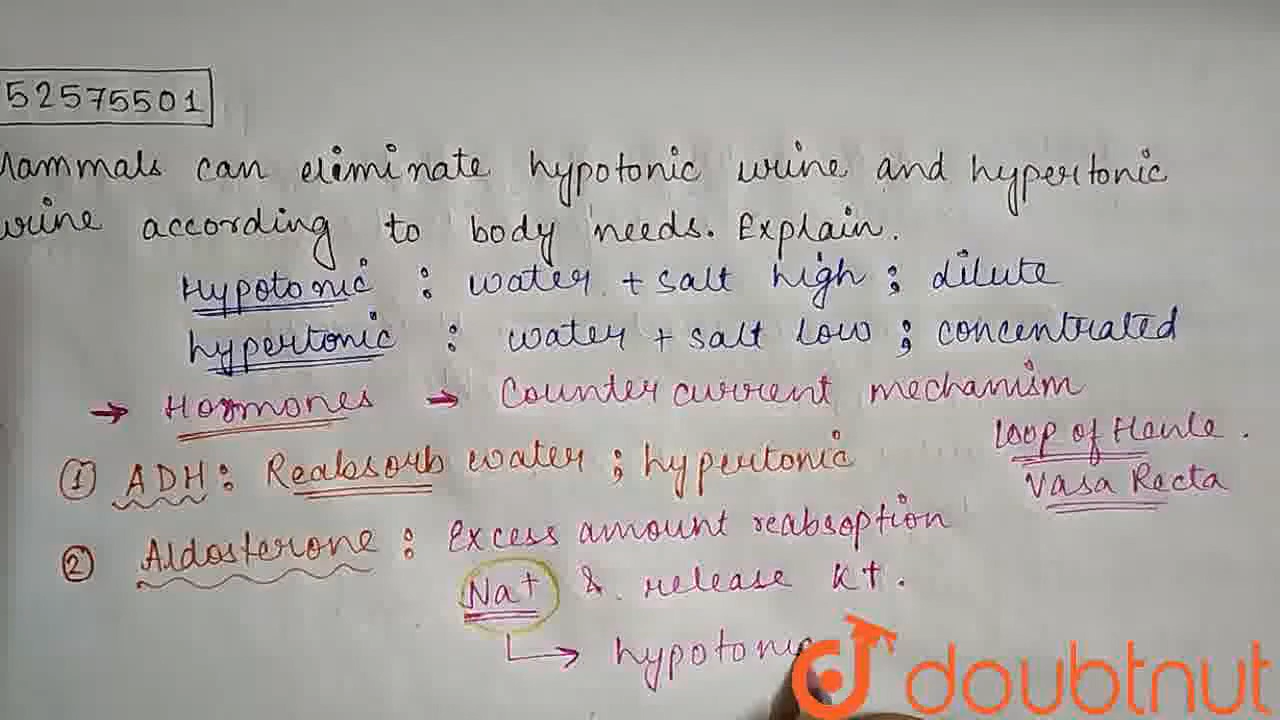 52575501
Mammals can eliminate hypotonic urine and hypertonic
urine according to body needs. Explain.
Hypotonic : water + salt high ; dilute
hypertonic : water + salt low ; concentrated
→ Hormones → Counter current mechanism
Loop of Henle .
① ADH : Reabsorb water ; hypertonic
Vasa Recta
② Aldosterone : Excess amount reabsoption
Na+ & release K+.
↳ hypotonic
doubtnut